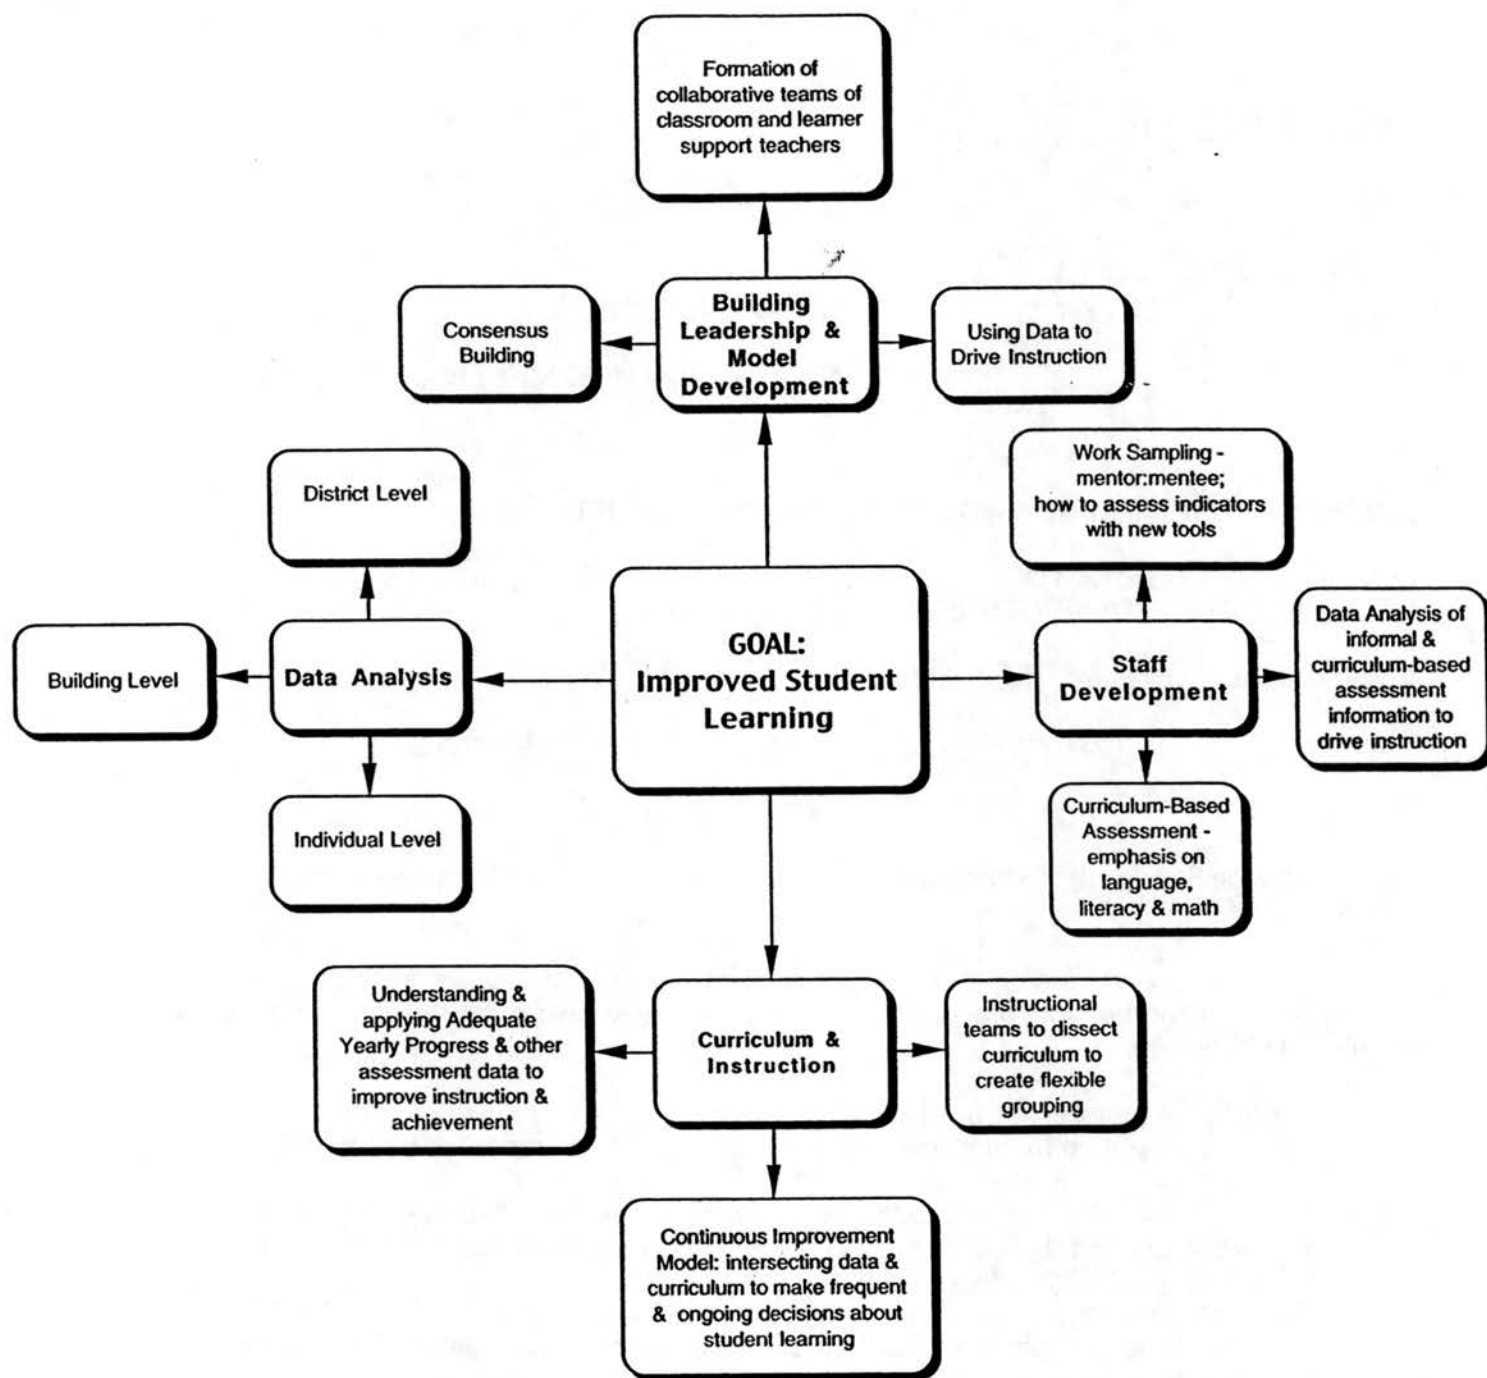 Formation of
collaborative teams of
classroom and learner
support teachers
Consensus
Building
Building
Leadership &
Model
Development
Using Data to
Drive Instruction
District Level
Work Sampling -
mentor:mentee;
how to assess indicators
with new tools
Building Level
Data Analysis
GOAL:
Improved Student
Learning
Staff
Development
Data Analysis of
informal &
curriculum-based
assessment
information to
drive instruction
Individual Level
Curriculum-Based
Assessment -
emphasis on
language,
literacy & math
Understanding &
applying Adequate
Yearly Progress & other
assessment data to
improve instruction &
achievement
Curriculum &
Instruction
Instructional
teams to dissect
curriculum to
create flexible
grouping
Continuous Improvement
Model: intersecting data &
curriculum to make frequent
& ongoing decisions about
student learning